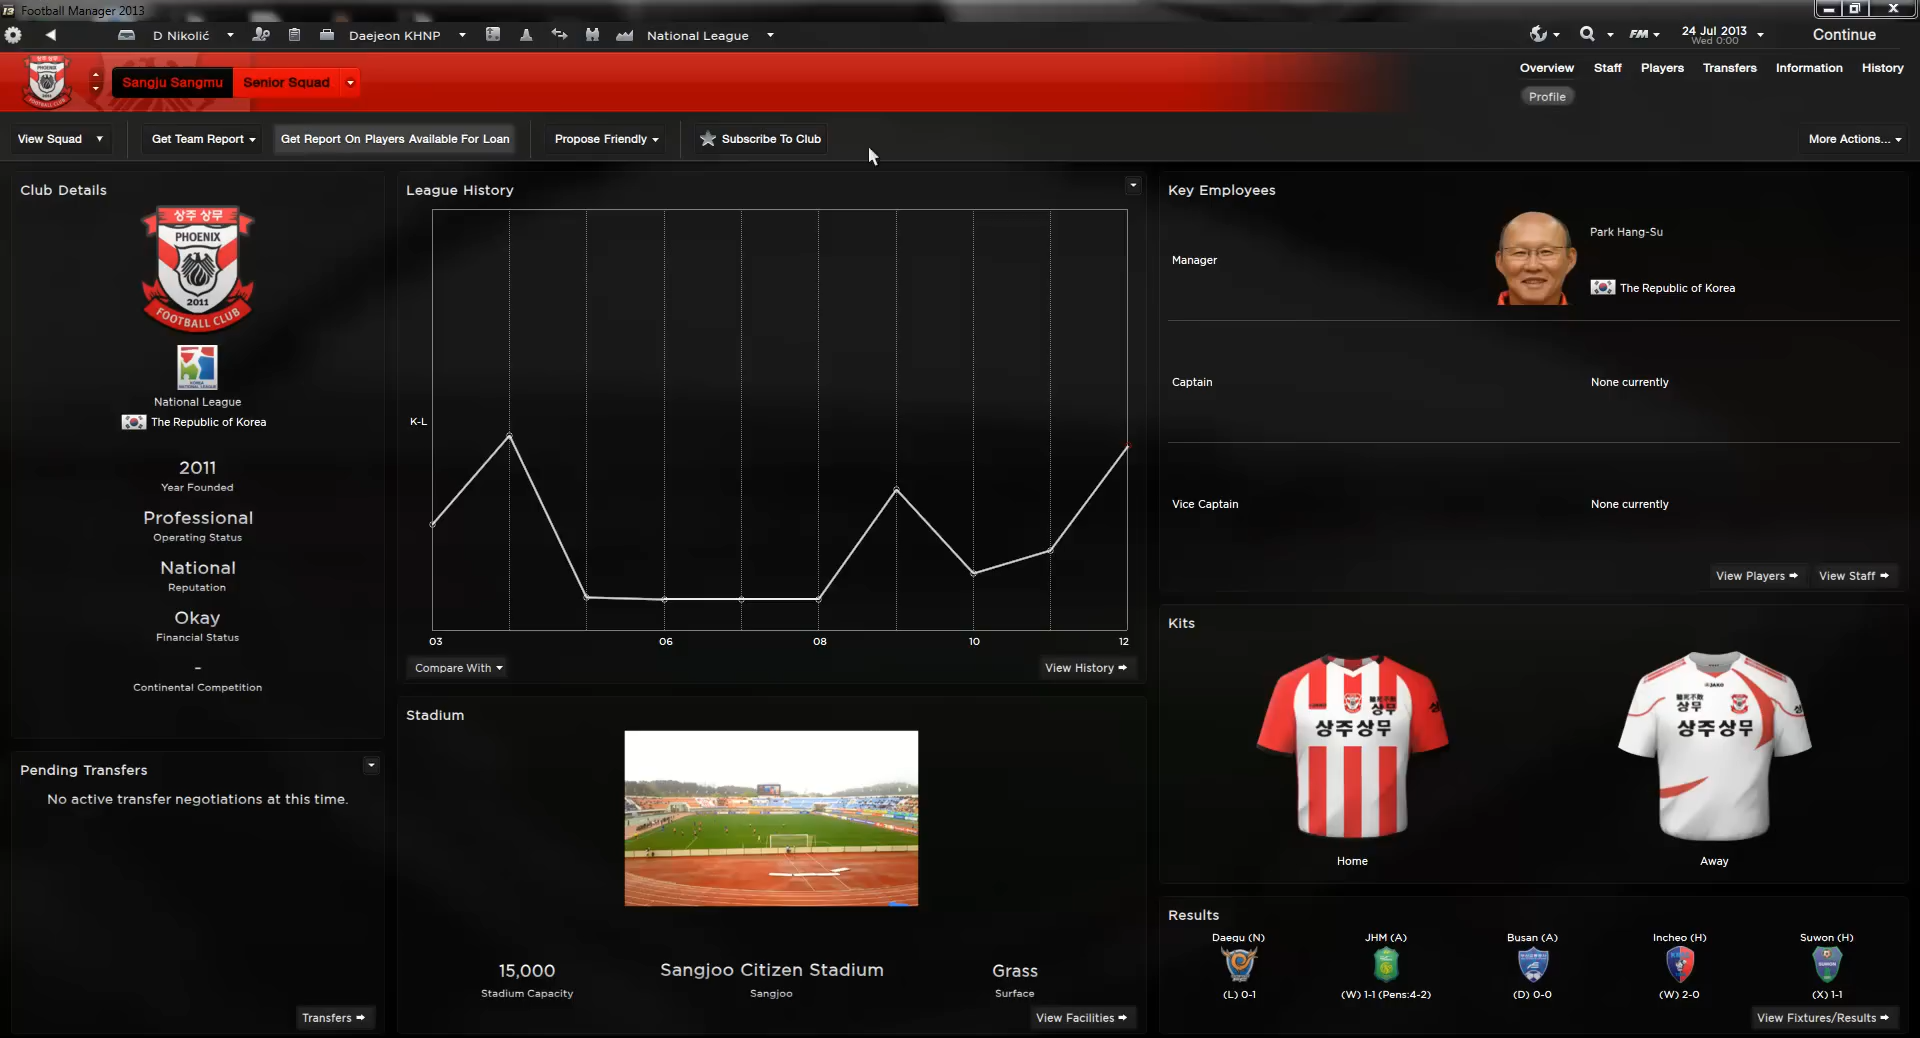 Football Manager 2013
D Nikolić
Daejeon KHNP
National League
FM
24 Jul 2013
Wed 0:00
Continue
Sangju Sangmu
Senior Squad
Overview
Staff
Players
Transfers
Information
History
Profile
View Squad
Get Team Report
Get Report On Players Available For Loan
Propose Friendly
Subscribe To Club
More Actions...
Club Details
상주 상무
PHOENIX
2011
FOOTBALL CLUB
National League
The Republic of Korea
2011
Year Founded
Professional
Operating Status
National
Reputation
Okay
Financial Status
-
Continental Competition
Pending Transfers
No active transfer negotiations at this time.
Transfers
League History
K-L
03 06 08 10 12
Compare With
View History
Stadium
15,000
Stadium Capacity
Sangjoo Citizen Stadium
Sangjoo
Grass
Surface
View Facilities
Key Employees
Manager
Park Hang-Su
The Republic of Korea
Captain
None currently
Vice Captain
None currently
View Players
View Staff
Kits
상무
상주상무
Home
JAKO
상무
상주상무
Away
Results
Daegu (N) JHM (A) Busan (A) Incheo (H) Suwon (H)
(L) 0-1 (W) 1-1 (Pens:4-2) (D) 0-0 (W) 2-0 (X) 1-1
View Fixtures/Results